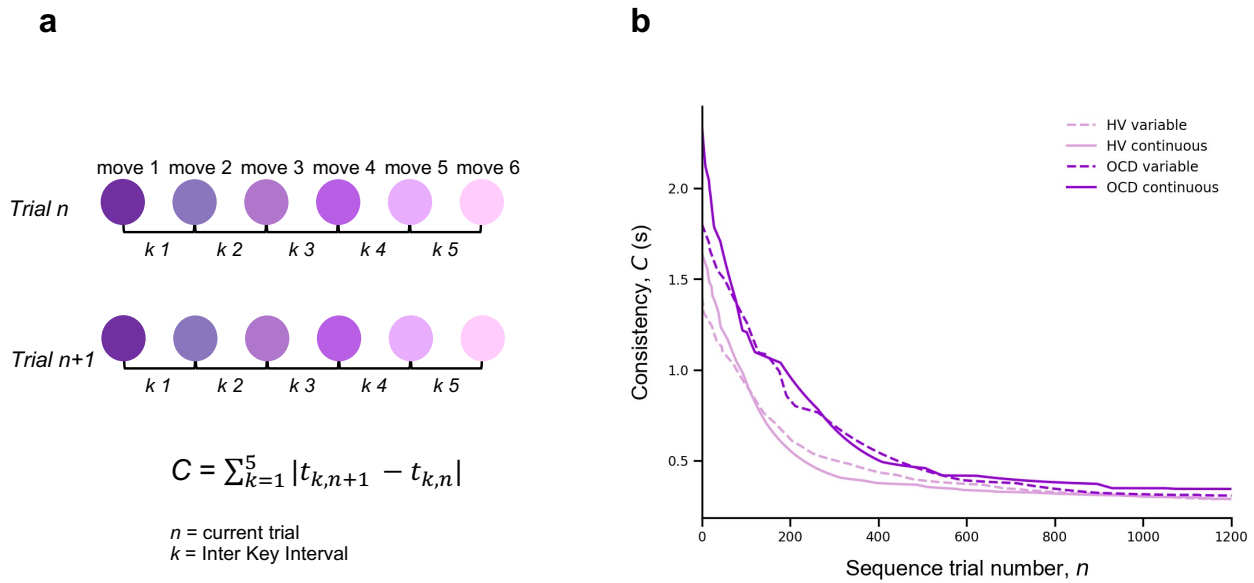 a
move 1 move 2 move 3 move 4 move 5 move 6
Trial n
k 1 k 2 k 3 k 4 k 5
Trial n+1
k 1 k 2 k 3 k 4 k 5
C = ∑⁵ₖ₌₁ |tₖ,ₙ₊₁ − tₖ,ₙ|
n = current trial
k = Inter Key Interval
b
HV variable
HV continuous
OCD variable
OCD continuous
Consistency, C (s)
2.0
1.5
1.0
0.5
0 200 400 600 800 1000 1200
Sequence trial number, n